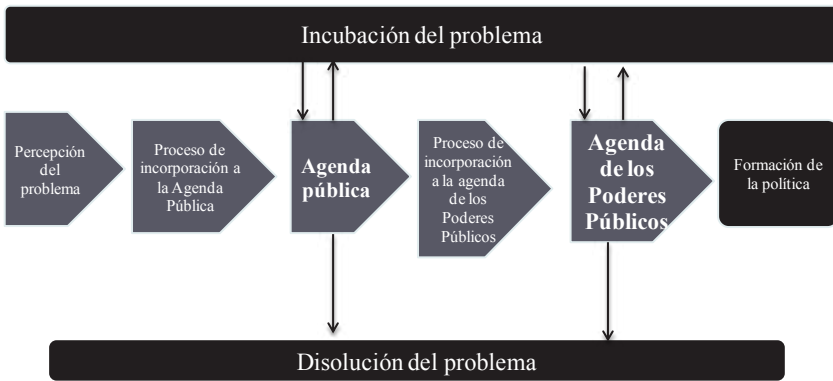 Incubación del problema
Percepción
del
problema
Proceso de
incorporación a
la Agenda
Pública
Agenda
pública
Proceso de
incorporación
a la agenda
de los
Poderes
Públicos
Agenda
de los
Poderes
Públicos
Formación de
la política
Disolución del problema